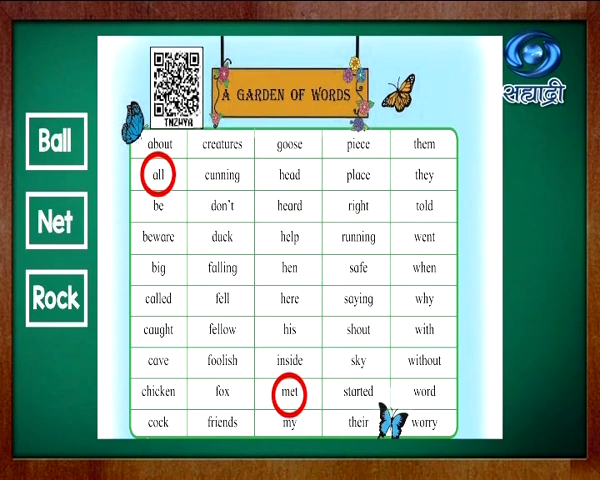 सह्याद्री
TNZHYA
A GARDEN OF WORDS
Ball
Net
Rock
about creatures goose piece them
all cunning head place they
be don't heard right told
beware duck help running went
big falling hen safe when
called fell here saying why
caught fellow his shout with
cave foolish inside sky without
chicken fox met started word
cock friends my their worry